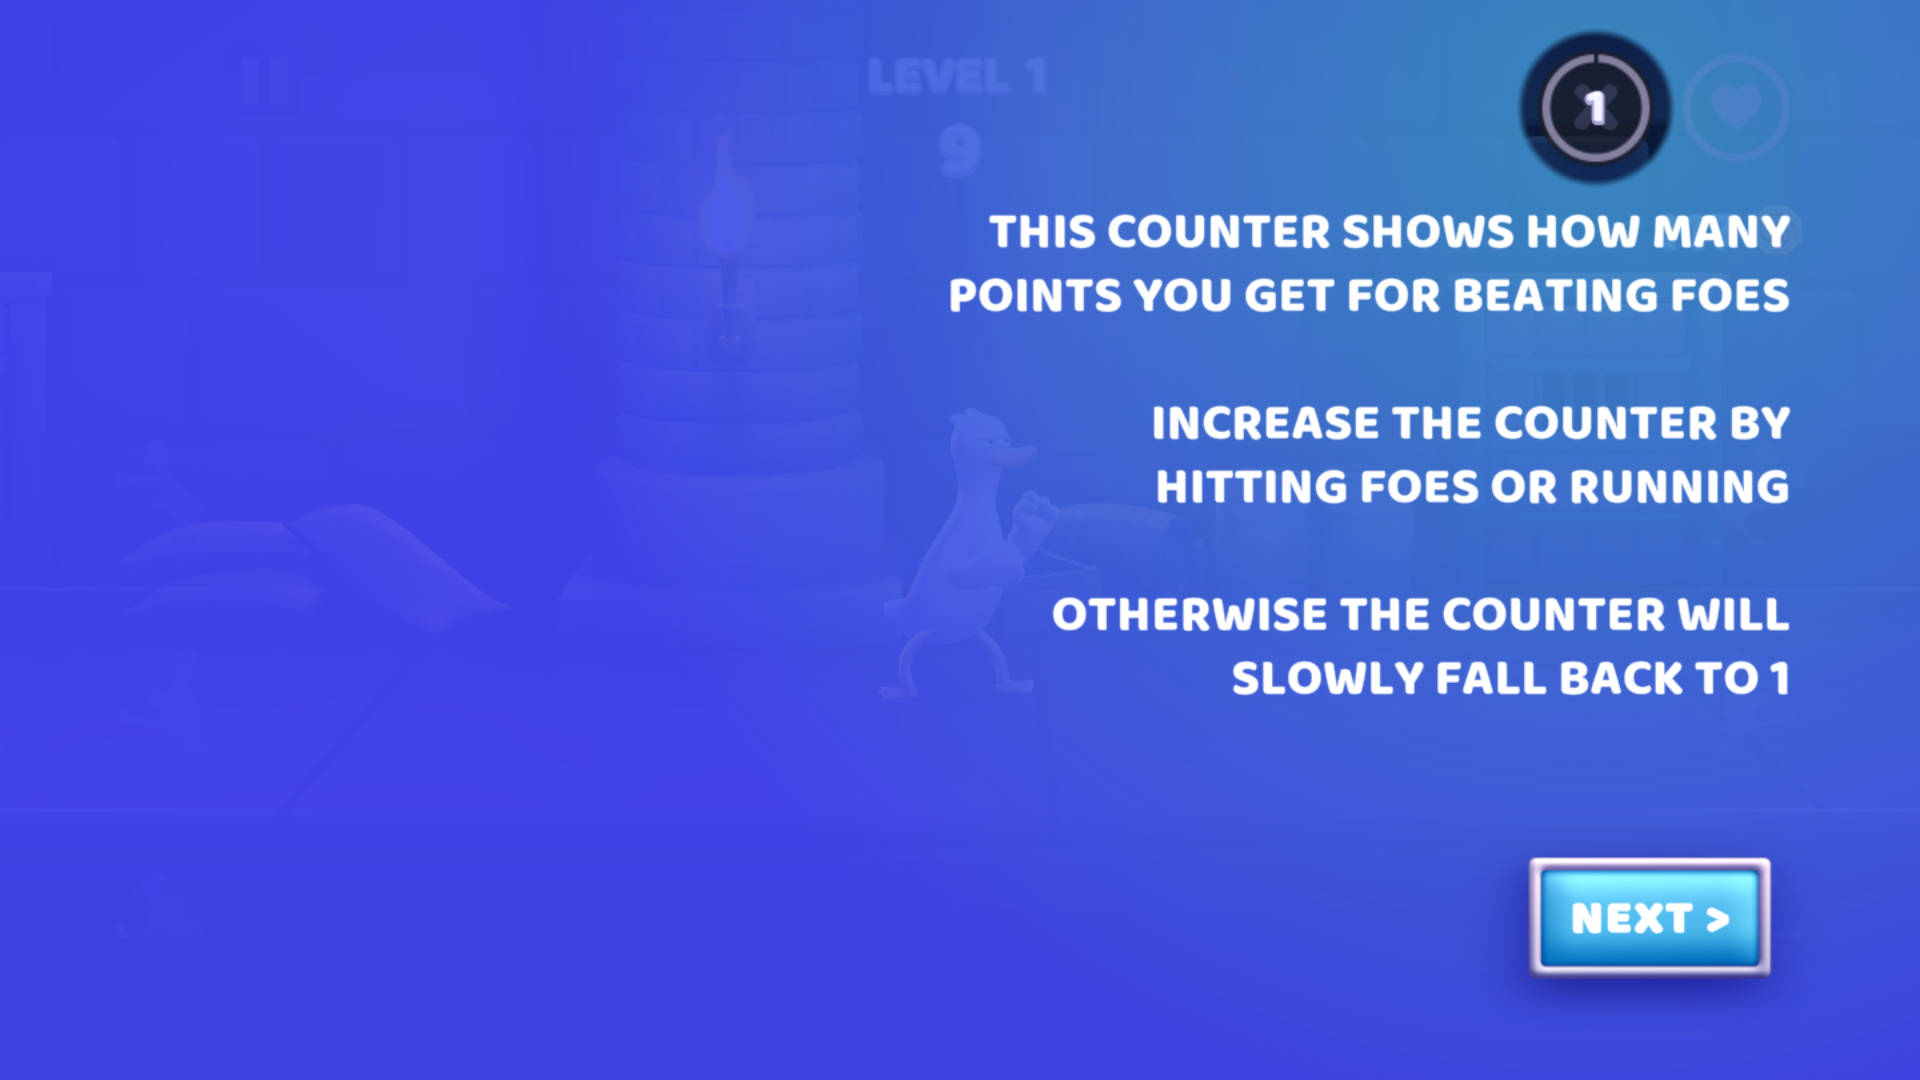 LEVEL 1
9
1
THIS COUNTER SHOWS HOW MANY
POINTS YOU GET FOR BEATING FOES
INCREASE THE COUNTER BY
HITTING FOES OR RUNNING
OTHERWISE THE COUNTER WILL
SLOWLY FALL BACK TO 1
NEXT >